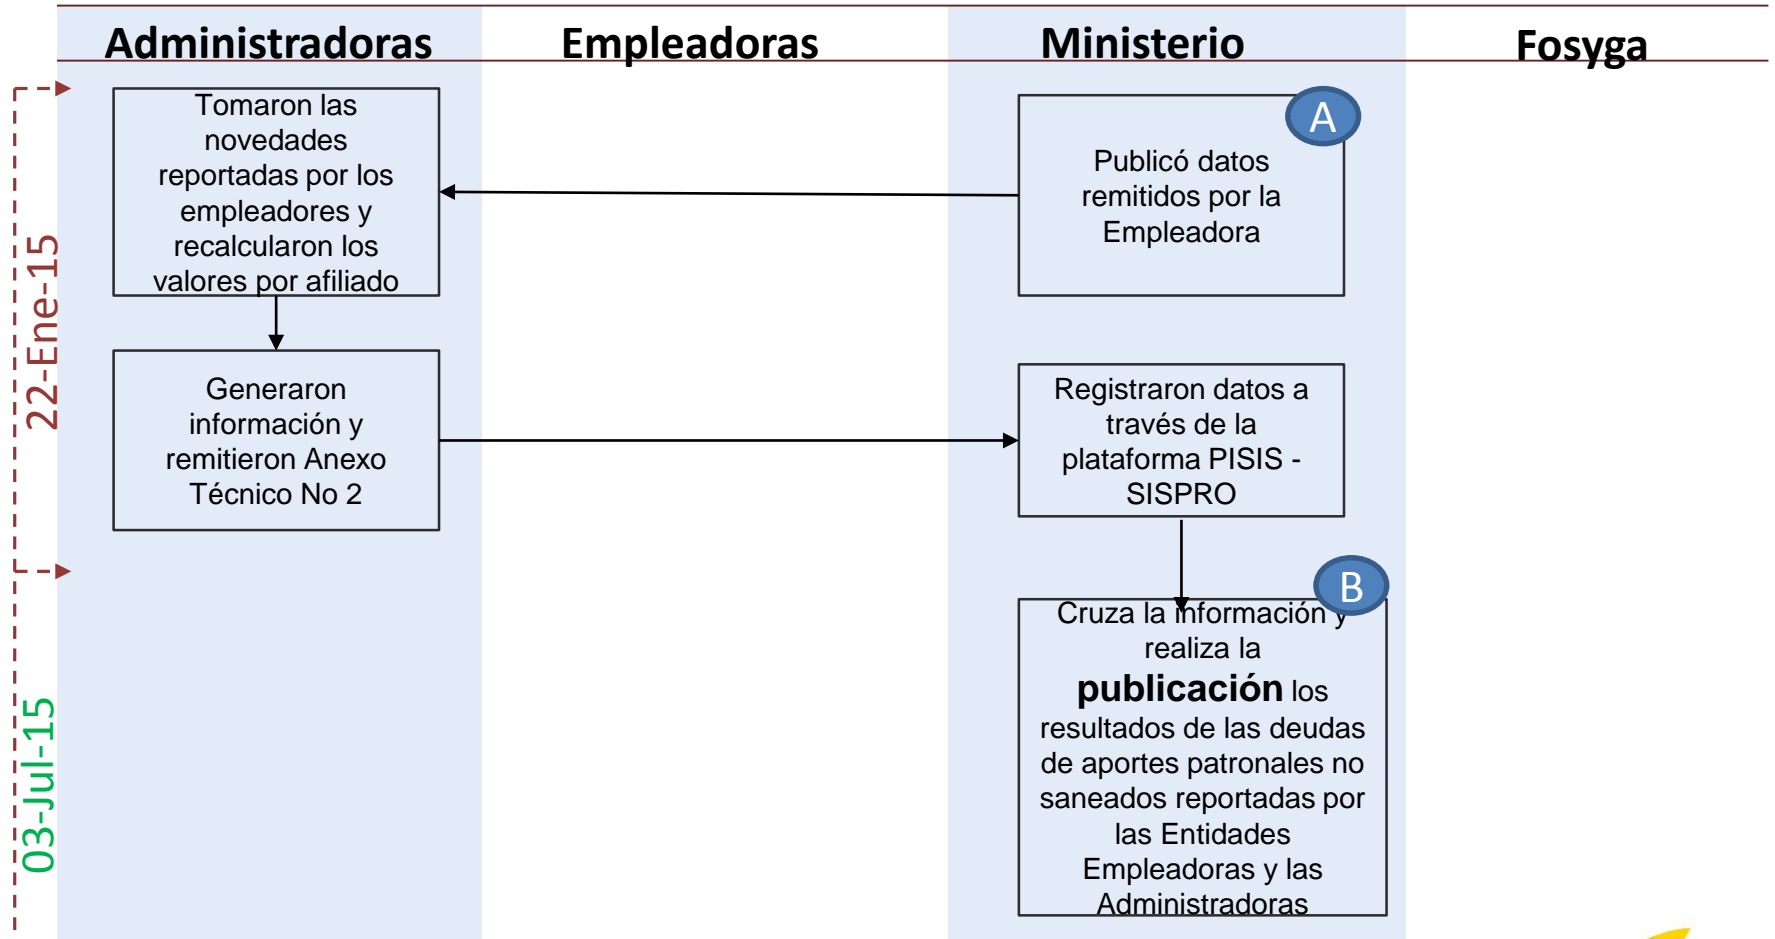 Administradoras
Empleadoras
Ministerio
Fosyga
22-Ene-15
Tomaron las
novedades
reportadas por los
empleadores y
recalcularon los
valores por afiliado
A
Publicó datos
remitidos por la
Empleadora
Generaron
información y
remitieron Anexo
Técnico No 2
Registraron datos a
través de la
plataforma PISIS -
SISPRO
03-Jul-15
B
Cruza la información y
realiza la
publicación los
resultados de las deudas
de aportes patronales no
saneados reportadas por
las Entidades
Empleadoras y las
Administradoras